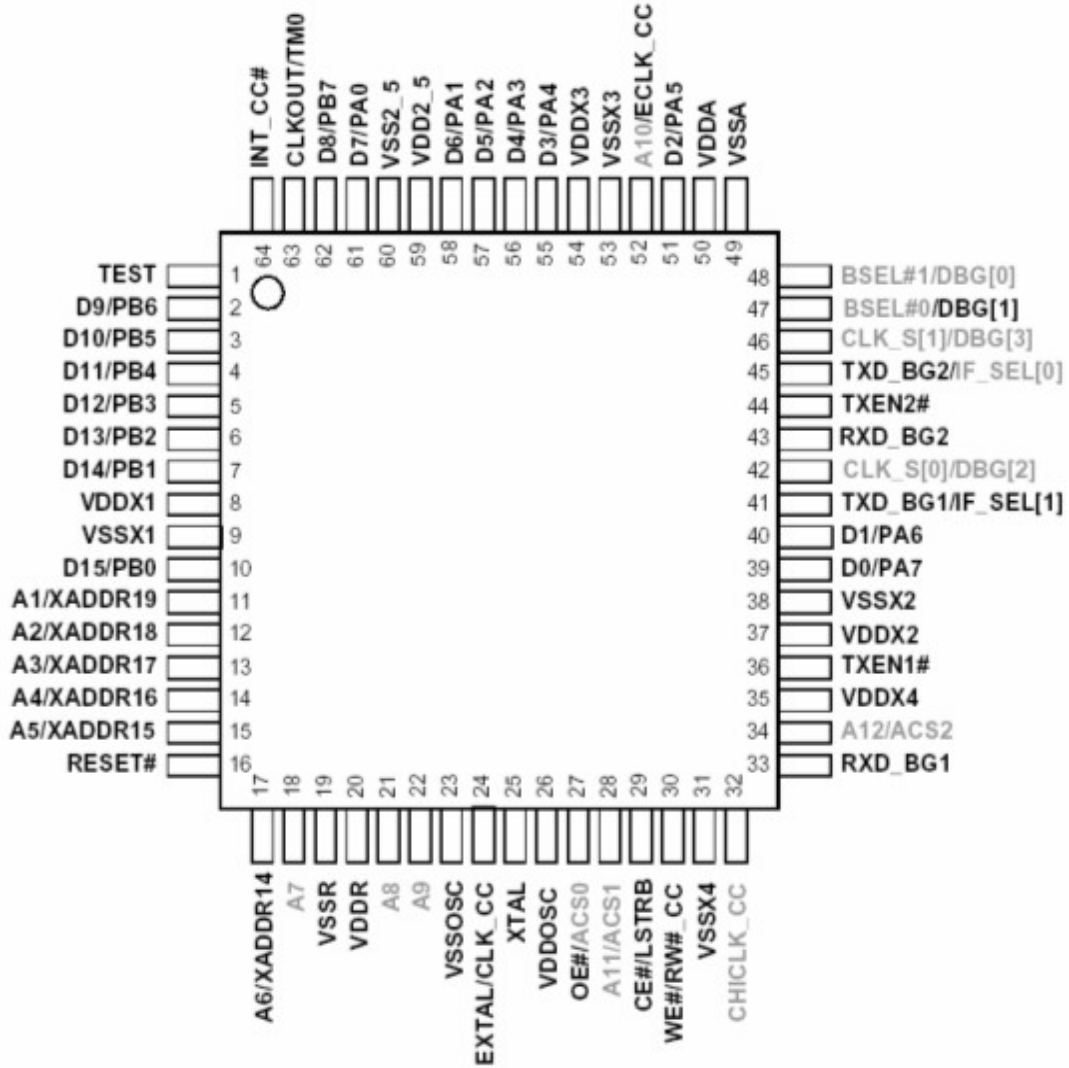 INT_CC#
CLKOUT/TM0
D8/PB7
D7/PA0
VSS2_5
VDD2_5
D6/PA1
D5/PA2
D4/PA3
D3/PA4
VDDX3
VSSX3
A10/ECLK_CC
D2/PA5
VDDA
VSSA
64
63
62
61
60
59
58
57
56
55
54
53
52
51
50
49
TEST 1
D9/PB6 2
D10/PB5 3
D11/PB4 4
D12/PB3 5
D13/PB2 6
D14/PB1 7
VDDX1 8
VSSX1 9
D15/PB0 10
A1/XADDR19 11
A2/XADDR18 12
A3/XADDR17 13
A4/XADDR16 14
A5/XADDR15 15
RESET# 16
48 BSEL#1/DBG[0]
47 BSEL#0/DBG[1]
46 CLK_S[1]/DBG[3]
45 TXD_BG2/IF_SEL[0]
44 TXEN2#
43 RXD_BG2
42 CLK_S[0]/DBG[2]
41 TXD_BG1/IF_SEL[1]
40 D1/PA6
39 D0/PA7
38 VSSX2
37 VDDX2
36 TXEN1#
35 VDDX4
34 A12/ACS2
33 RXD_BG1
17
18
19
20
21
22
23
24
25
26
27
28
29
30
31
32
A6/XADDR14
A7
VSSR
VDDR
A8
A9
VSSOSC
EXTAL/CLK_CC
XTAL
VDDOSC
OE#/ACS0
A11/ACS1
CE#/LSTRB
WE#/RW#_CC
VSSX4
CHICLK_CC